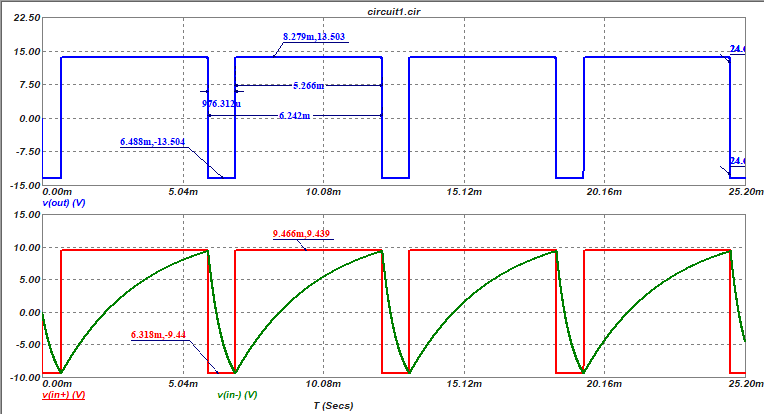 circuit1.cir
22.50
8.279m,13.503
15.00
7.50
5.266m
976.312u
6.242m
0.00
6.488m,-13.504
-7.50
-15.00
0.00m 5.04m 10.08m 15.12m 20.16m 25.20m
v(out) (V)
15.00
9.466m,9.439
10.00
5.00
0.00
6.318m,-9.44
-5.00
-10.00
0.00m 5.04m 10.08m 15.12m 20.16m 25.20m
v(in+) (V) v(in-) (V)
T (Secs)